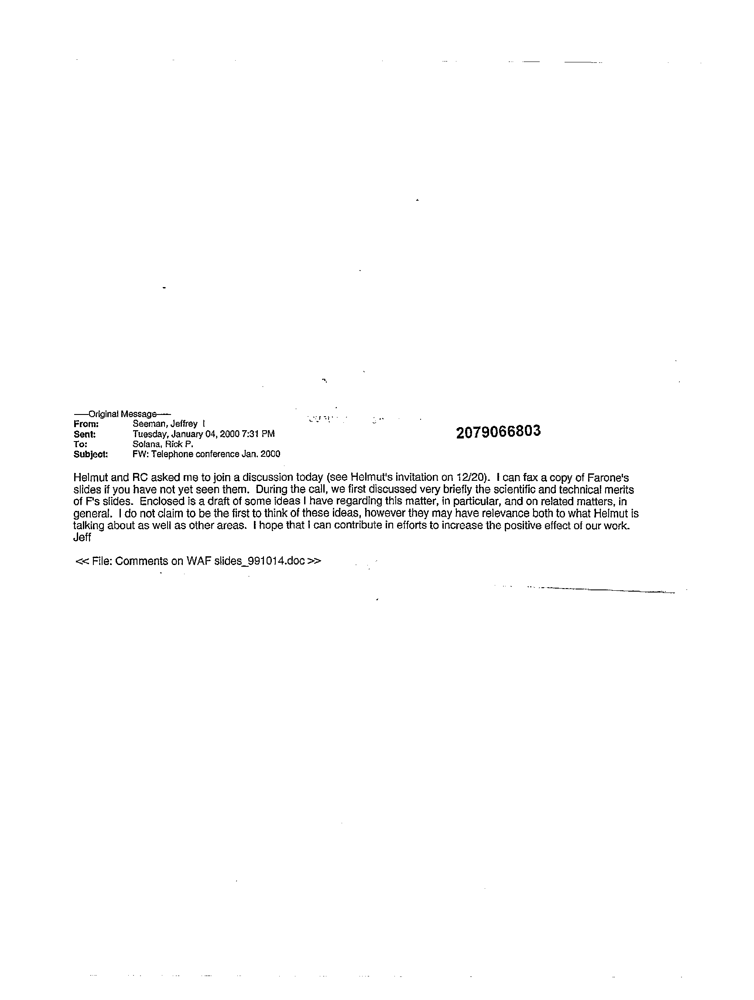 -----Original Message-----
From: Seeman, Jeffrey I
Sent: Tuesday, January 04, 2000 7:31 PM
To: Solana, Rick P.
Subject: FW: Telephone conference Jan. 2000
2079066803
Helmut and RC asked me to join a discussion today (see Helmut's invitation on 12/20). I can fax a copy of Farone's
slides if you have not yet seen them. During the call, we first discussed very briefly the scientific and technical merits
of F's slides. Enclosed is a draft of some ideas I have regarding this matter, in particular, and on related matters, in
general. I do not claim to be the first to think of these ideas, however they may have relevance both to what Helmut is
talking about as well as other areas. I hope that I can contribute in efforts to increase the positive effect of our work.
Jeff
<< File: Comments on WAF slides_991014.doc >>